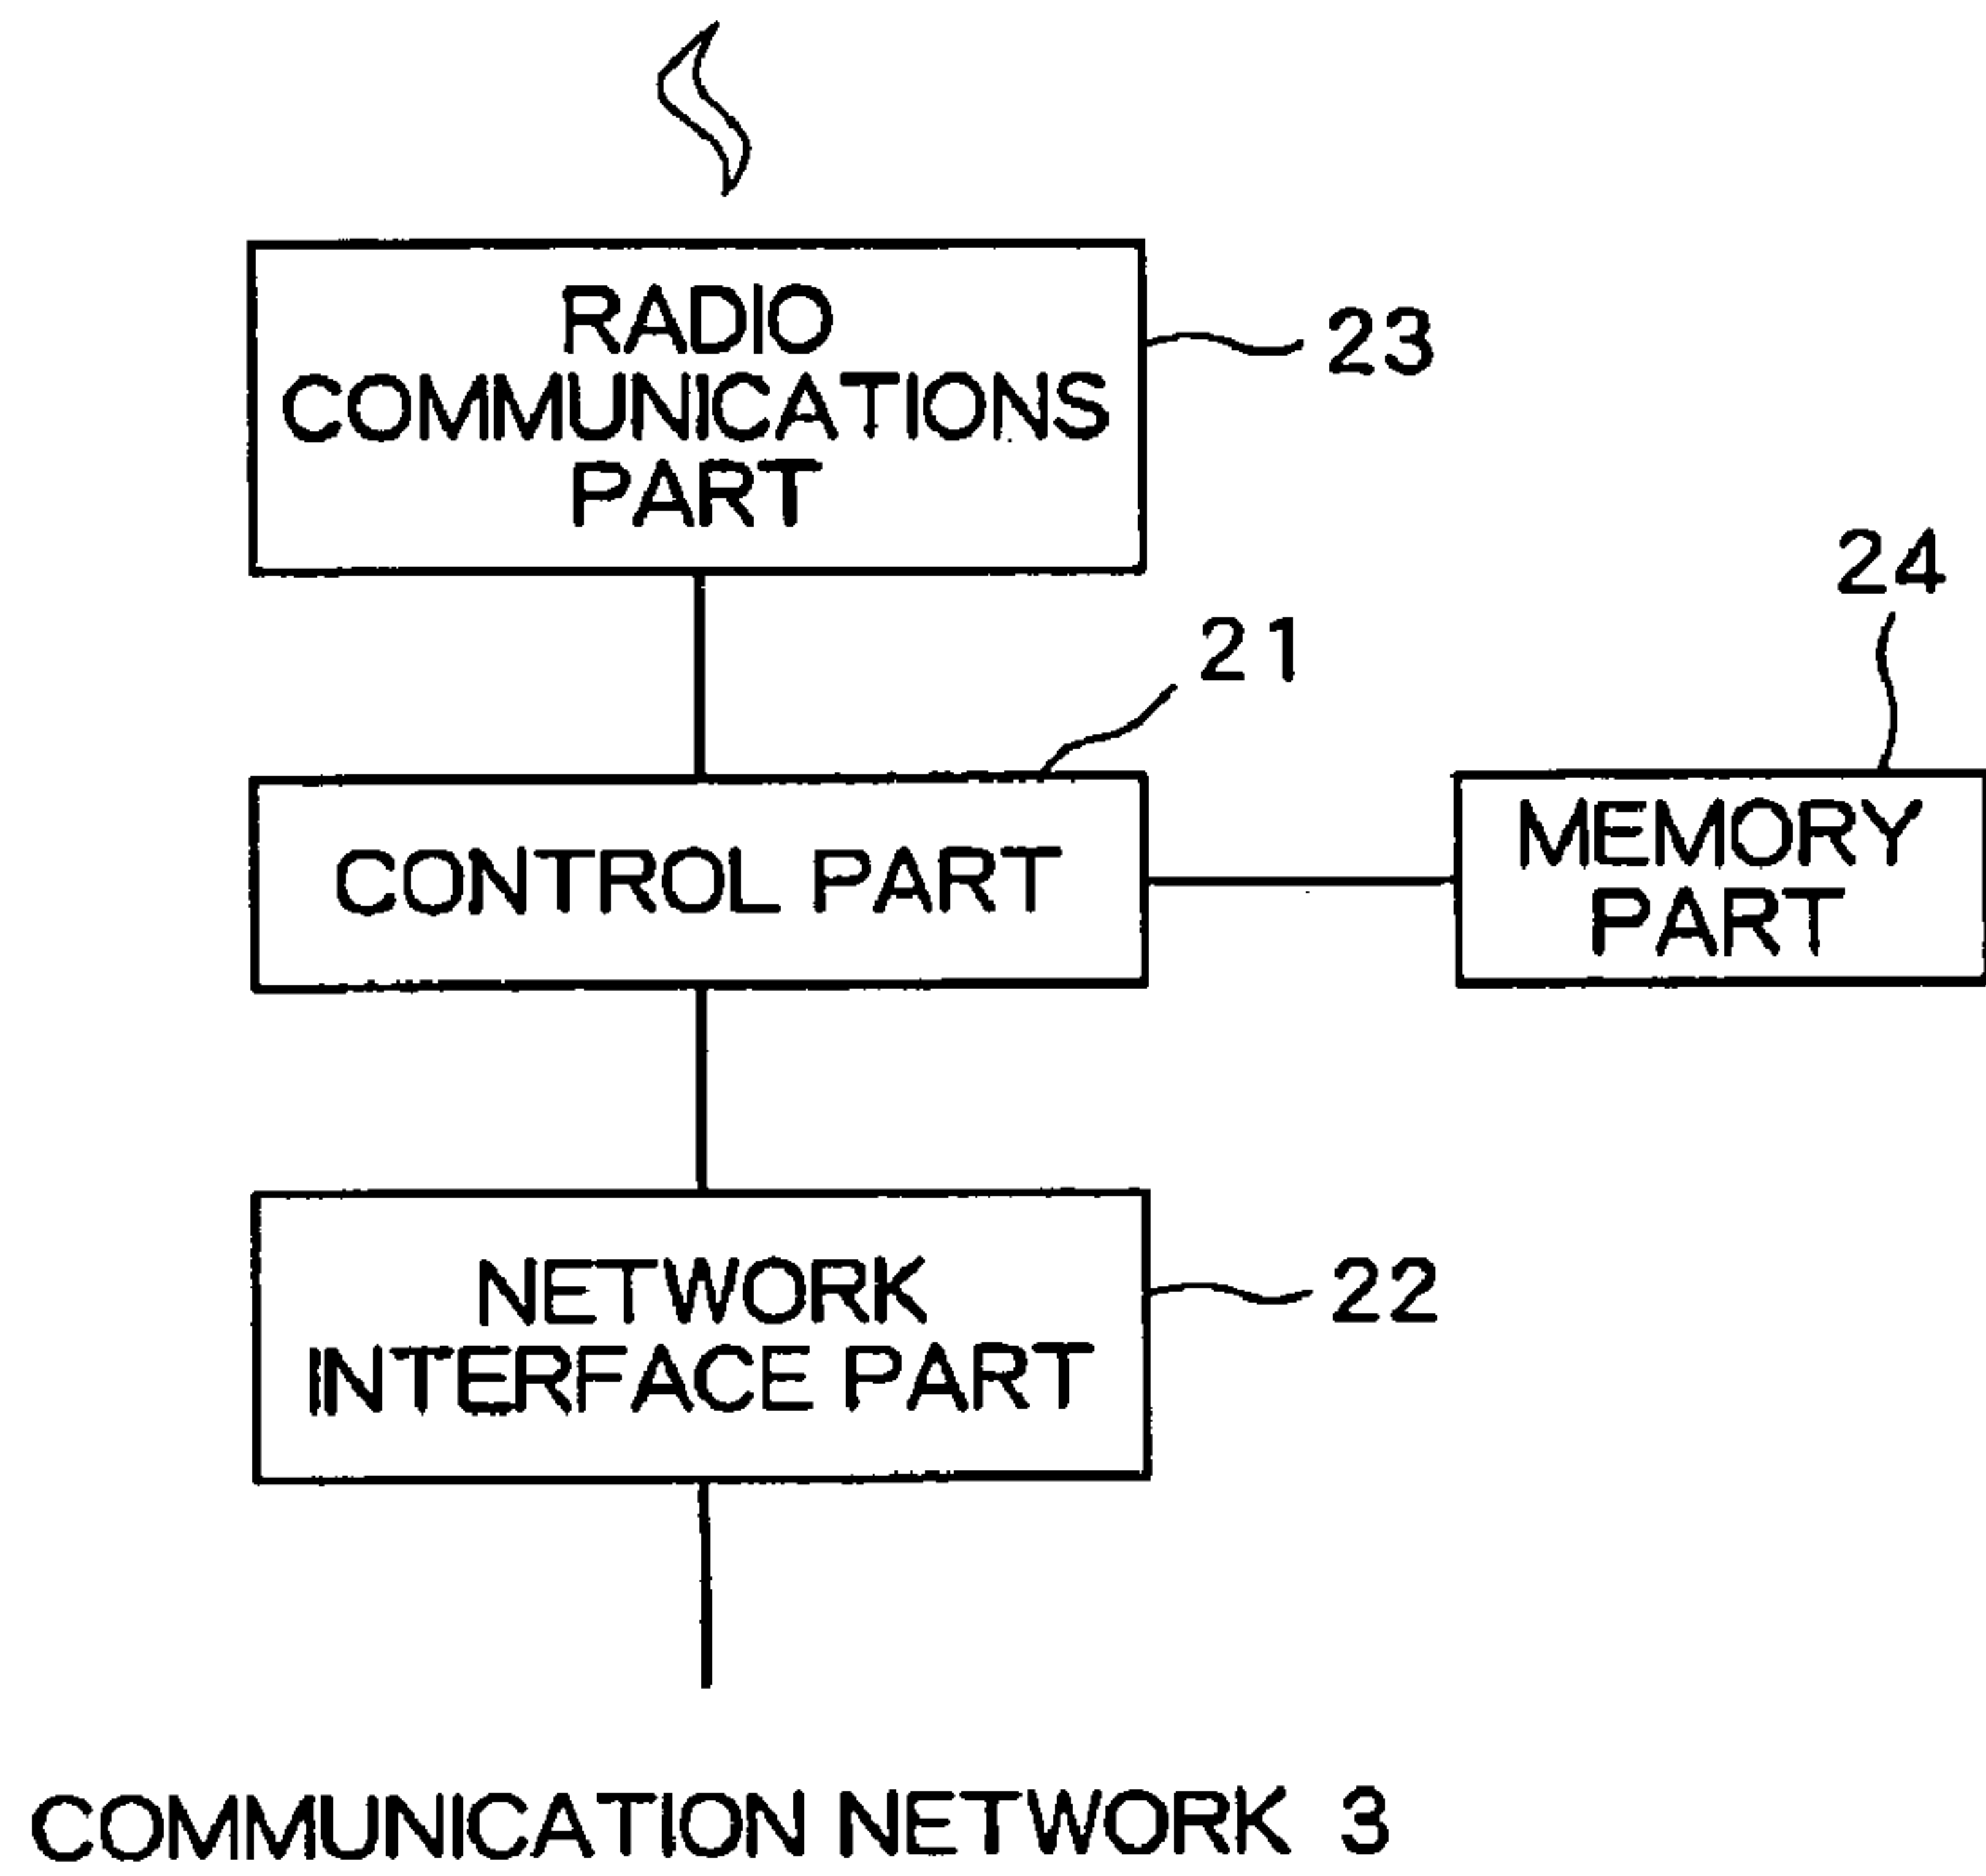 RADIO
COMMUNICATIONS
PART
23
24
21
CONTROL PART
MEMORY
PART
NETWORK
INTERFACE PART
22
COMMUNICATION NETWORK 3